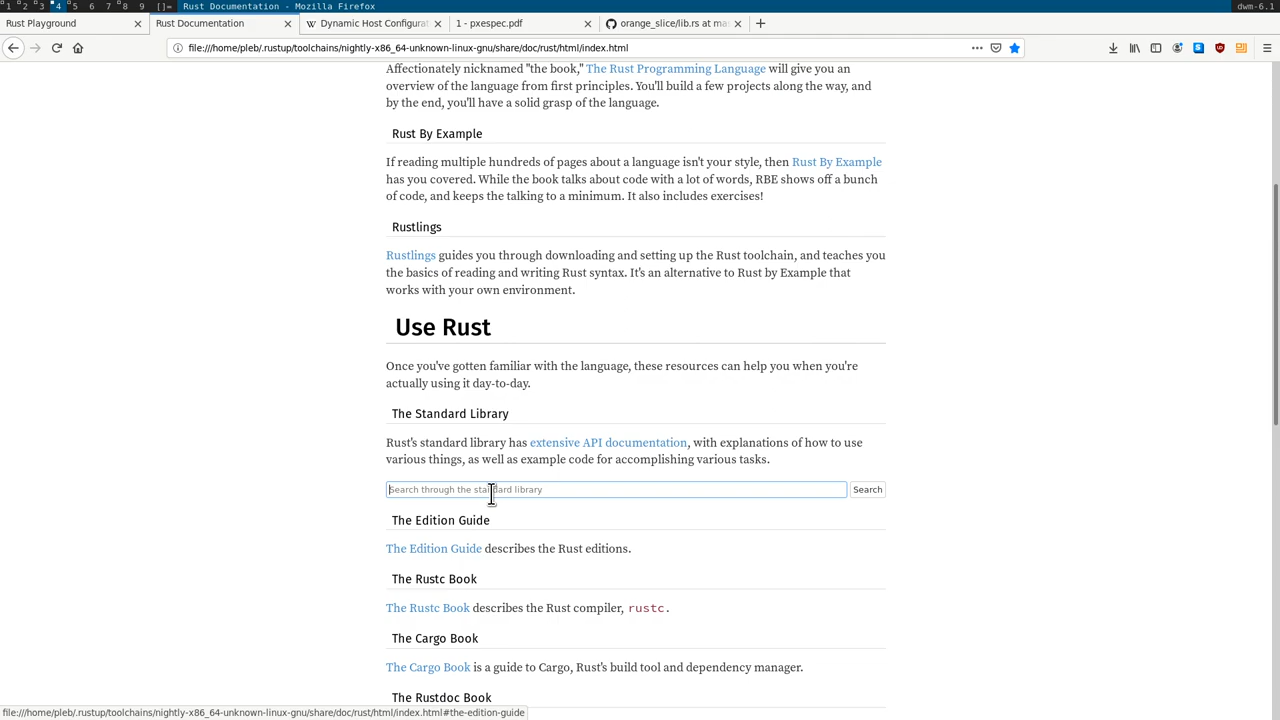 1 2 3 4 5 6 7 8 9 []= Rust Documentation - Mozilla Firefox dwm-6.1
Rust Playground Rust Documentation Dynamic Host Configurat 1 - pxespec.pdf orange_slice/lib.rs at mas
file:///home/pleb/.rustup/toolchains/nightly-x86_64-unknown-linux-gnu/share/doc/rust/html/index.html
Affectionately nicknamed "the book," The Rust Programming Language will give you an
overview of the language from first principles. You'll build a few projects along the way, and
by the end, you'll have a solid grasp of the language.
Rust By Example
If reading multiple hundreds of pages about a language isn't your style, then Rust By Example
has you covered. While the book talks about code with a lot of words, RBE shows off a bunch
of code, and keeps the talking to a minimum. It also includes exercises!
Rustlings
Rustlings guides you through downloading and setting up the Rust toolchain, and teaches you
the basics of reading and writing Rust syntax. It's an alternative to Rust by Example that
works with your own environment.
Use Rust
Once you've gotten familiar with the language, these resources can help you when you're
actually using it day-to-day.
The Standard Library
Rust's standard library has extensive API documentation, with explanations of how to use
various things, as well as example code for accomplishing various tasks.
Search through the standard library Search
The Edition Guide
The Edition Guide describes the Rust editions.
The Rustc Book
The Rustc Book describes the Rust compiler, rustc.
The Cargo Book
The Cargo Book is a guide to Cargo, Rust's build tool and dependency manager.
The Rustdoc Book
file:///home/pleb/.rustup/toolchains/nightly-x86_64-unknown-linux-gnu/share/doc/rust/html/index.html#the-edition-guide